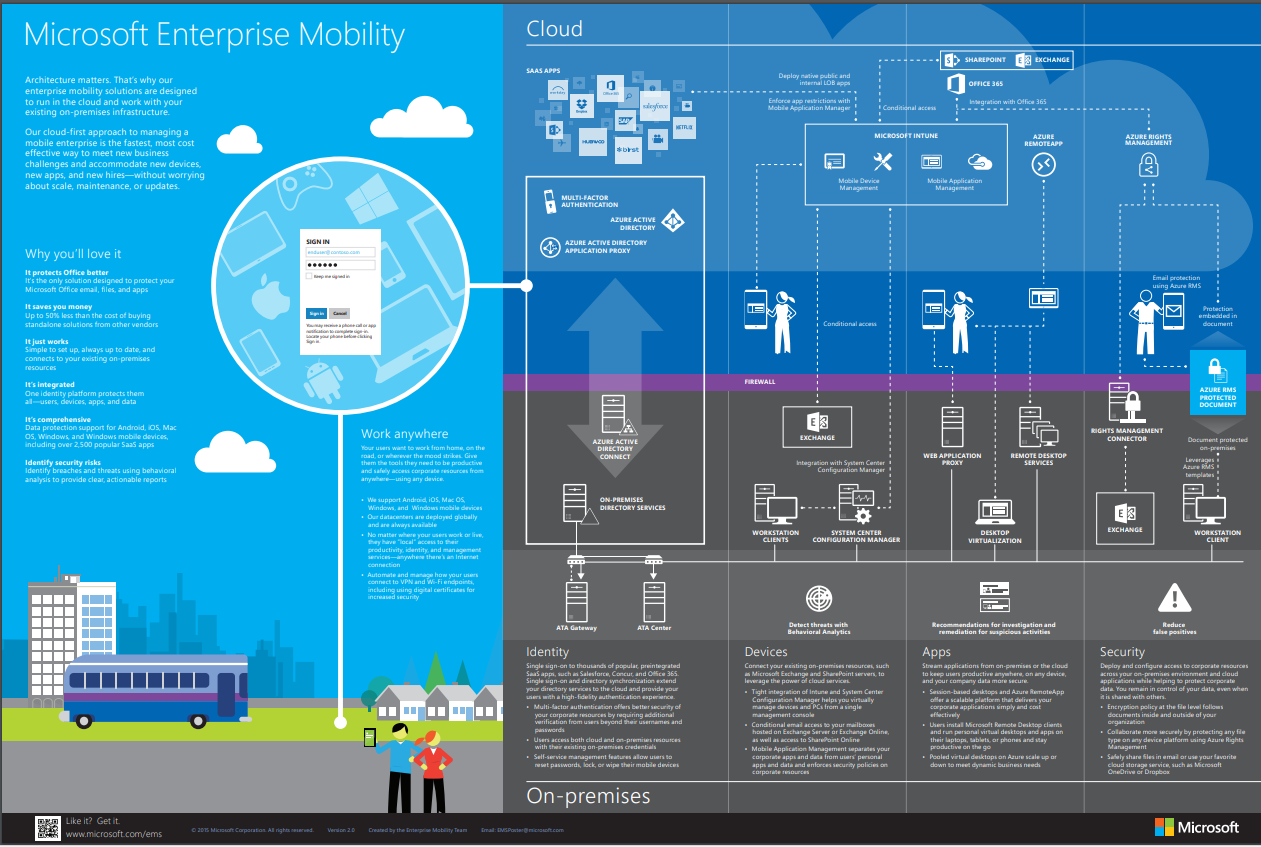 Microsoft Enterprise Mobility
Architecture matters. That's why our
enterprise mobility solutions are designed
to run in the cloud and work with your
existing on-premises infrastructure.
Our cloud-first approach to managing a
mobile enterprise is the fastest, most cost
effective way to meet new business
challenges and accommodate new devices,
new apps, and new hires—without worrying
about scale, maintenance, or updates.
Why you'll love it
It protects Office better
It's the only solution designed to protect your
Microsoft Office email, files, and apps
It saves you money
Up to 50% less than the cost of buying
standalone solutions from other vendors
It just works
Simple to set up, always up to date, and
connects to your existing on-premises
resources
It's integrated
One identity platform protects them
all—users, devices, apps, and data
It's comprehensive
Data protection support for Android, iOS, Mac
OS, Windows, and Windows mobile devices,
including over 2,500 popular SaaS apps
Identify security risks
Identify breaches and threats using behavioral
analysis to provide clear, actionable reports
SIGN IN
enduser@contoso.com
Keep me signed in
Sign in
Cancel
You may receive a phone call or app
notification to complete sign-in.
Locate your phone before clicking
Sign in
Work anywhere
Your users want to work from home, on the
road, or wherever the mood strikes. Give
them the tools they need to be productive
and safely access corporate resources from
anywhere—using any device.
• We support Android, iOS, Mac OS,
Windows, and Windows mobile devices
• Our datacenters are deployed globally
and are always available
• No matter where your users work or live,
they have "local" access to their
productivity, identity, and management
services—anywhere there's an Internet
connection
• Automate and manage how your users
connect to VPN and Wi-Fi endpoints,
including using digital certificates for
increased security
Cloud
SAAS APPS
Office 365
salesforce
SAP
NETFLIX
birst
MULTI-FACTOR
AUTHENTICATION
AZURE ACTIVE
DIRECTORY
AZURE ACTIVE DIRECTORY
APPLICATION PROXY
AZURE ACTIVE
DIRECTORY
CONNECT
ON-PREMISES
DIRECTORY SERVICES
ATA Gateway
ATA Center
Deploy native public and
internal LOB apps
Enforce app restrictions with
Mobile Application Manager
Conditional access
SHAREPOINT
EXCHANGE
OFFICE 365
Integration with Office 365
MICROSOFT INTUNE
Mobile Device
Management
Mobile Application
Management
AZURE
REMOTEAPP
AZURE RIGHTS
MANAGEMENT
Conditional access
Email protection
using Azure RMS
Protection
embedded in
document
FIREWALL
AZURE RMS
PROTECTED
DOCUMENT
EXCHANGE
Integration with System Center
Configuration Manager
WORKSTATION
CLIENTS
SYSTEM CENTER
CONFIGURATION MANAGER
WEB APPLICATION
PROXY
REMOTE DESKTOP
SERVICES
DESKTOP
VIRTUALIZATION
RIGHTS MANAGEMENT
CONNECTOR
Document protected
on-premises
Leverages
Azure RMS
templates
EXCHANGE
WORKSTATION
CLIENT
Detect threats with
Behavioral Analytics
Recommendations for investigation and
remediation for suspicious activities
Reduce
false positives
Identity
Single sign-on to thousands of popular, preintegrated
SaaS apps, such as Salesforce, Concur, and Office 365.
Single sign-on and directory synchronization extend
your directory services to the cloud and provide your
users with a high-fidelity authentication experience.
• Multi-factor authentication offers better security of
your corporate resources by requiring additional
verification from users beyond their usernames and
passwords
• Users access both cloud and on-premises resources
with their existing on-premises credentials
• Self-service management features allow users to
reset passwords, lock, or wipe their mobile devices
Devices
Connect your existing on-premises resources, such
as Microsoft Exchange and SharePoint servers, to
leverage the power of cloud services.
• Tight integration of Intune and System Center
Configuration Manager helps you virtually
manage devices and PCs from a single
management console
• Conditional email access to your mailboxes
hosted on Exchange Server or Exchange Online,
as well as access to SharePoint Online
• Mobile Application Management separates your
corporate apps and data from users' personal
apps and data and enforces security policies on
corporate resources
Apps
Stream applications from on-premises or the cloud
to keep users productive anywhere, on any device,
and your company data more secure.
• Session-based desktops and Azure RemoteApp
offer a scalable platform that delivers your
corporate applications simply and cost
effectively
• Users install Microsoft Remote Desktop clients
and run personal virtual desktops and apps on
their laptops, tablets, or phones and stay
productive on the go
• Pooled virtual desktops on Azure scale up or
down to meet dynamic business needs
Security
Deploy and configure access to corporate resources
across your on-premises environment and cloud
applications while helping to protect corporate
data. You remain in control of your data, even when
it is shared with others.
• Encryption policy at the file level follows
documents inside and outside of your
organization
• Collaborate more securely by protecting any file
type on any device platform using Azure Rights
Management
• Safely share files in email or use your favorite
cloud storage service, such as Microsoft
OneDrive or Dropbox
On-premises
Like it? Get it.
www.microsoft.com/ems
© 2015 Microsoft Corporation. All rights reserved. Version 2.0 Created by the Enterprise Mobility Team Email: EMSPoster@microsoft.com
Microsoft